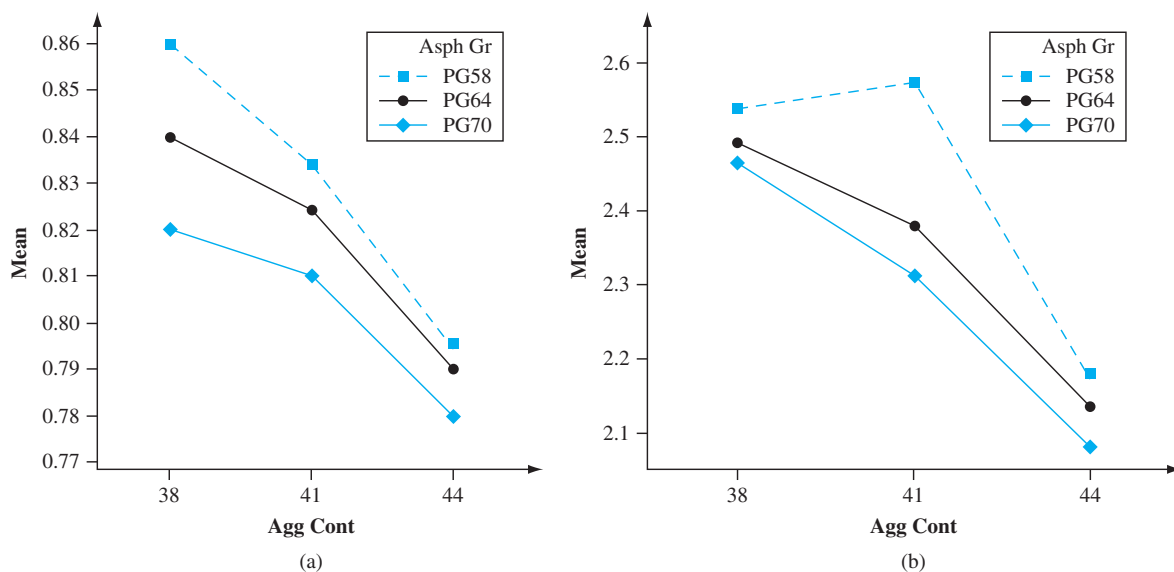 0.86
0.85
0.84
0.83
0.82
0.81
0.80
0.79
0.78
0.77
Mean
Asph Gr
PG58
PG64
PG70
38 41 44
Agg Cont
(a)
2.6
2.5
2.4
2.3
2.2
2.1
Mean
Asph Gr
PG58
PG64
PG70
38 41 44
Agg Cont
(b)